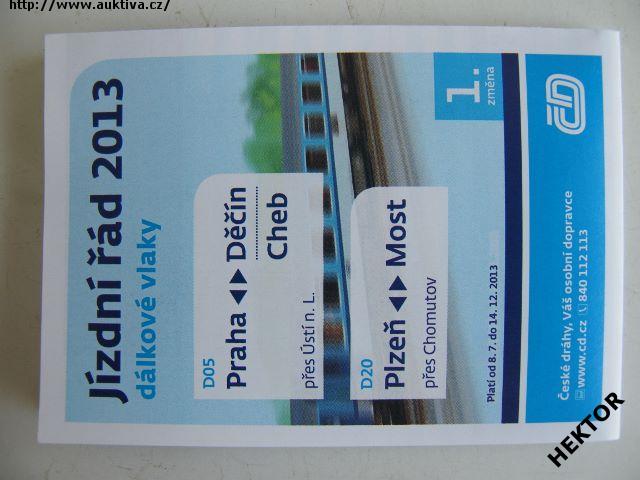 http://www.auktiva.cz/
Jízdní řád 2013
dálkové vlaky
1.
změna
D05
Praha ◄► Děčín
Cheb
přes Ústí n. L.
D20
Plzeň ◄► Most
přes Chomutov
Platí od 8. 7. do 14. 12. 2013
ČD
České dráhy, Váš osobní dopravce
www.cd.cz 840 112 113
HEKTOR